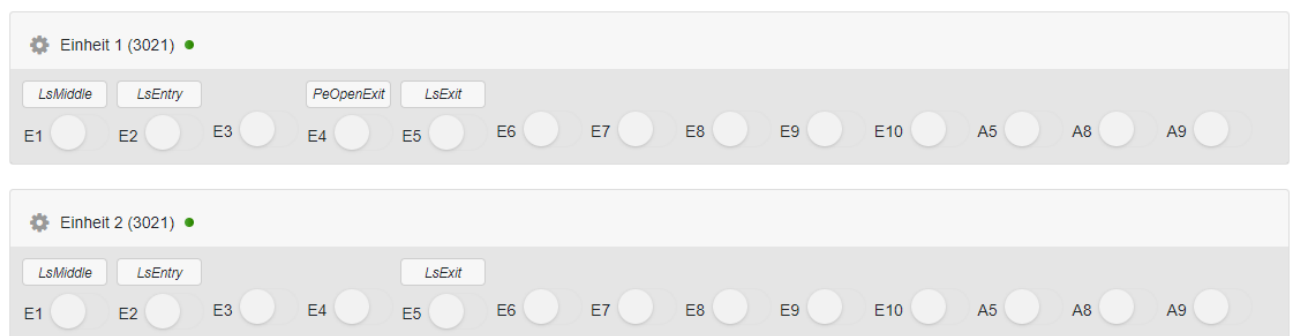 Einheit 1 (3021)
LsMiddle LsEntry PeOpenExit LsExit
E1 E2 E3 E4 E5 E6 E7 E8 E9 E10 A5 A8 A9
Einheit 2 (3021)
LsMiddle LsEntry LsExit
E1 E2 E3 E4 E5 E6 E7 E8 E9 E10 A5 A8 A9